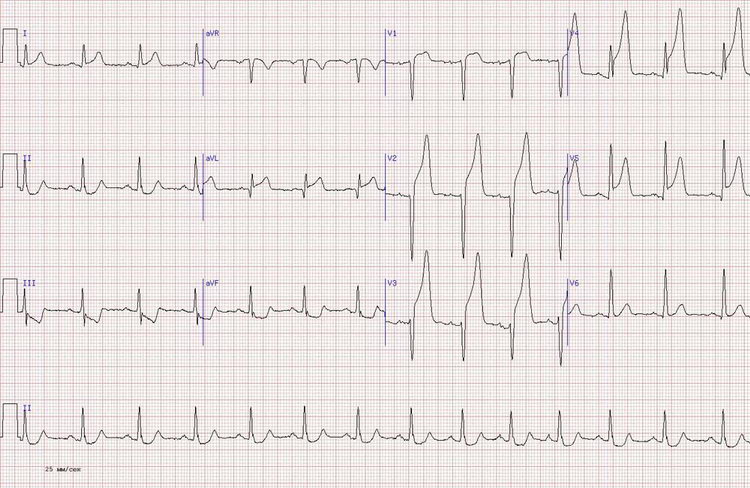 I aVR V1 V4
II aVL V2 V5
III aVF V3 V6
II
25 мм/сек